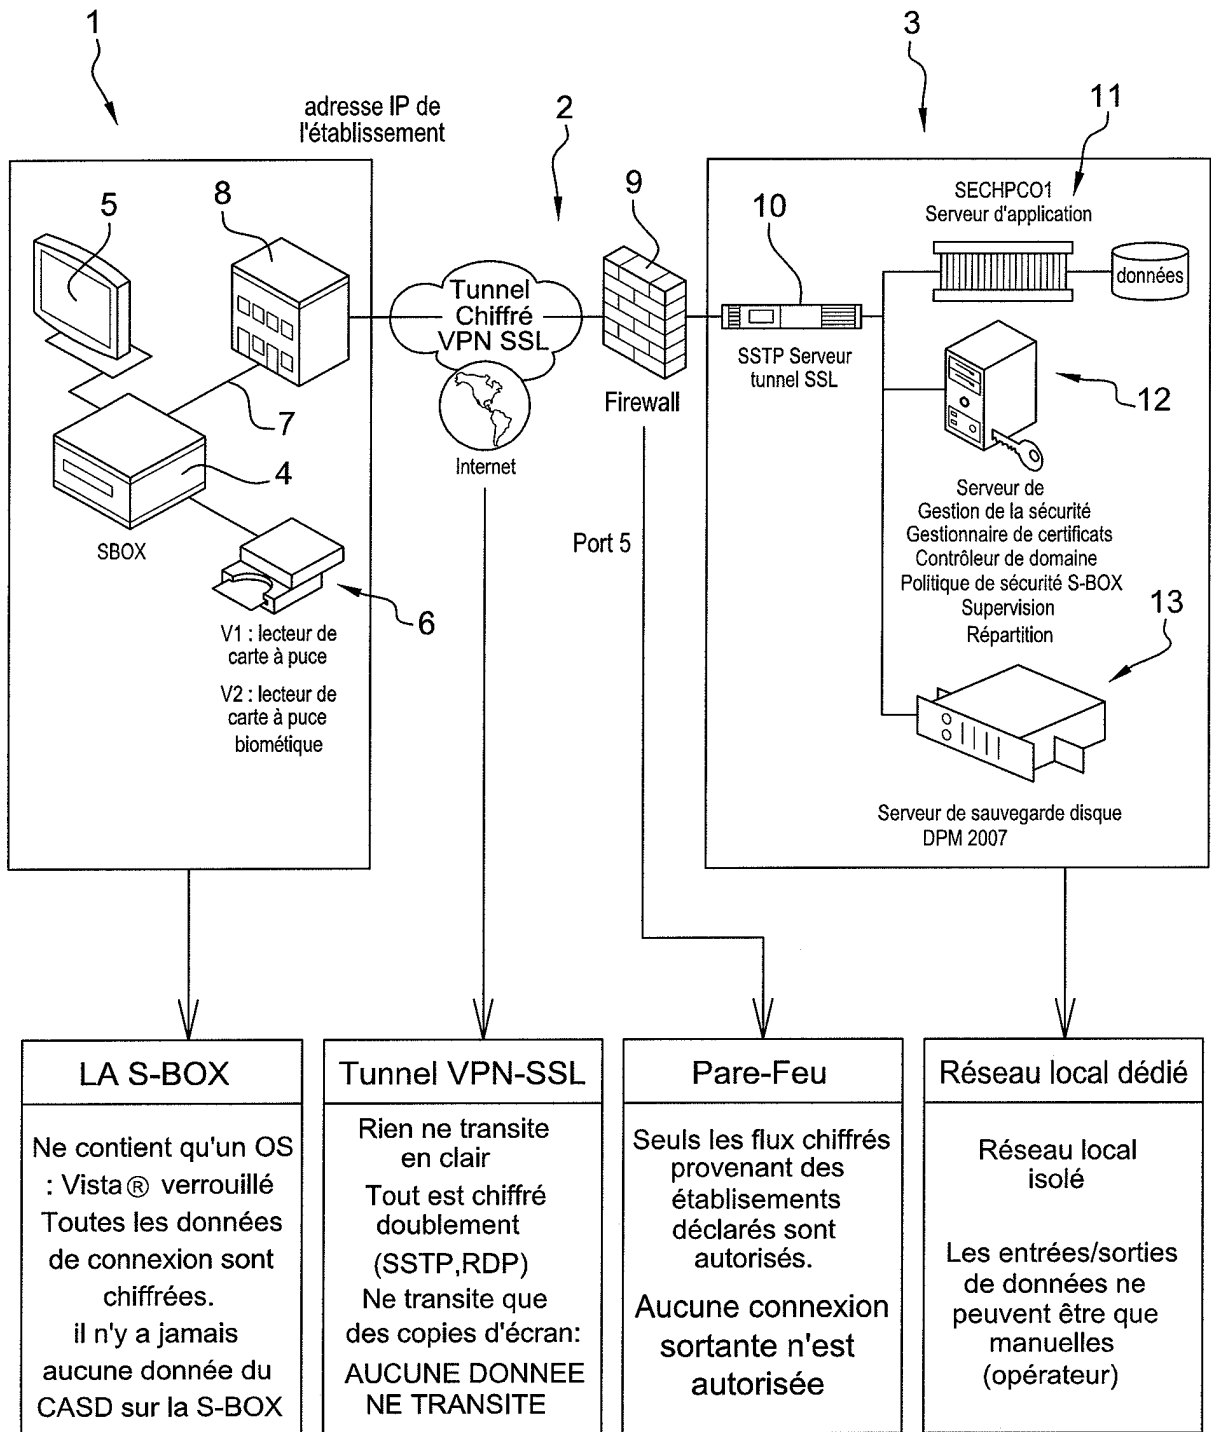 1
3
adresse IP de
l'établissement
2
11
SECHPCO1
Serveur d'application
5
8
9
10
données
Tunnel
Chiffré
VPN SSL
SSTP Serveur
tunnel SSL
12
Firewall
7
4
Internet
SBOX
Serveur de
Gestion de la sécurité
Gestionnaire de certificats
Contrôleur de domaine
Politique de sécurité S-BOX
Supervision
Répartition
Port 5
6
V1 : lecteur de
carte à puce
V2 : lecteur de
carte à puce
biométique
13
Serveur de sauvegarde disque
DPM 2007
LA S-BOX
Ne contient qu'un OS
: Vista® verrouillé
Toutes les données
de connexion sont
chiffrées.
il n'y a jamais
aucune donnée du
CASD sur la S-BOX
Tunnel VPN-SSL
Rien ne transite
en clair
Tout est chiffré
doublement
(SSTP,RDP)
Ne transite que
des copies d'écran:
AUCUNE DONNEE
NE TRANSITE
Pare-Feu
Seuls les flux chiffrés
provenant des
établisements
déclarés sont
autorisés.
Aucune connexion
sortante n'est
autorisée
Réseau local dédié
Réseau local
isolé
Les entrées/sorties
de données ne
peuvent être que
manuelles
(opérateur)